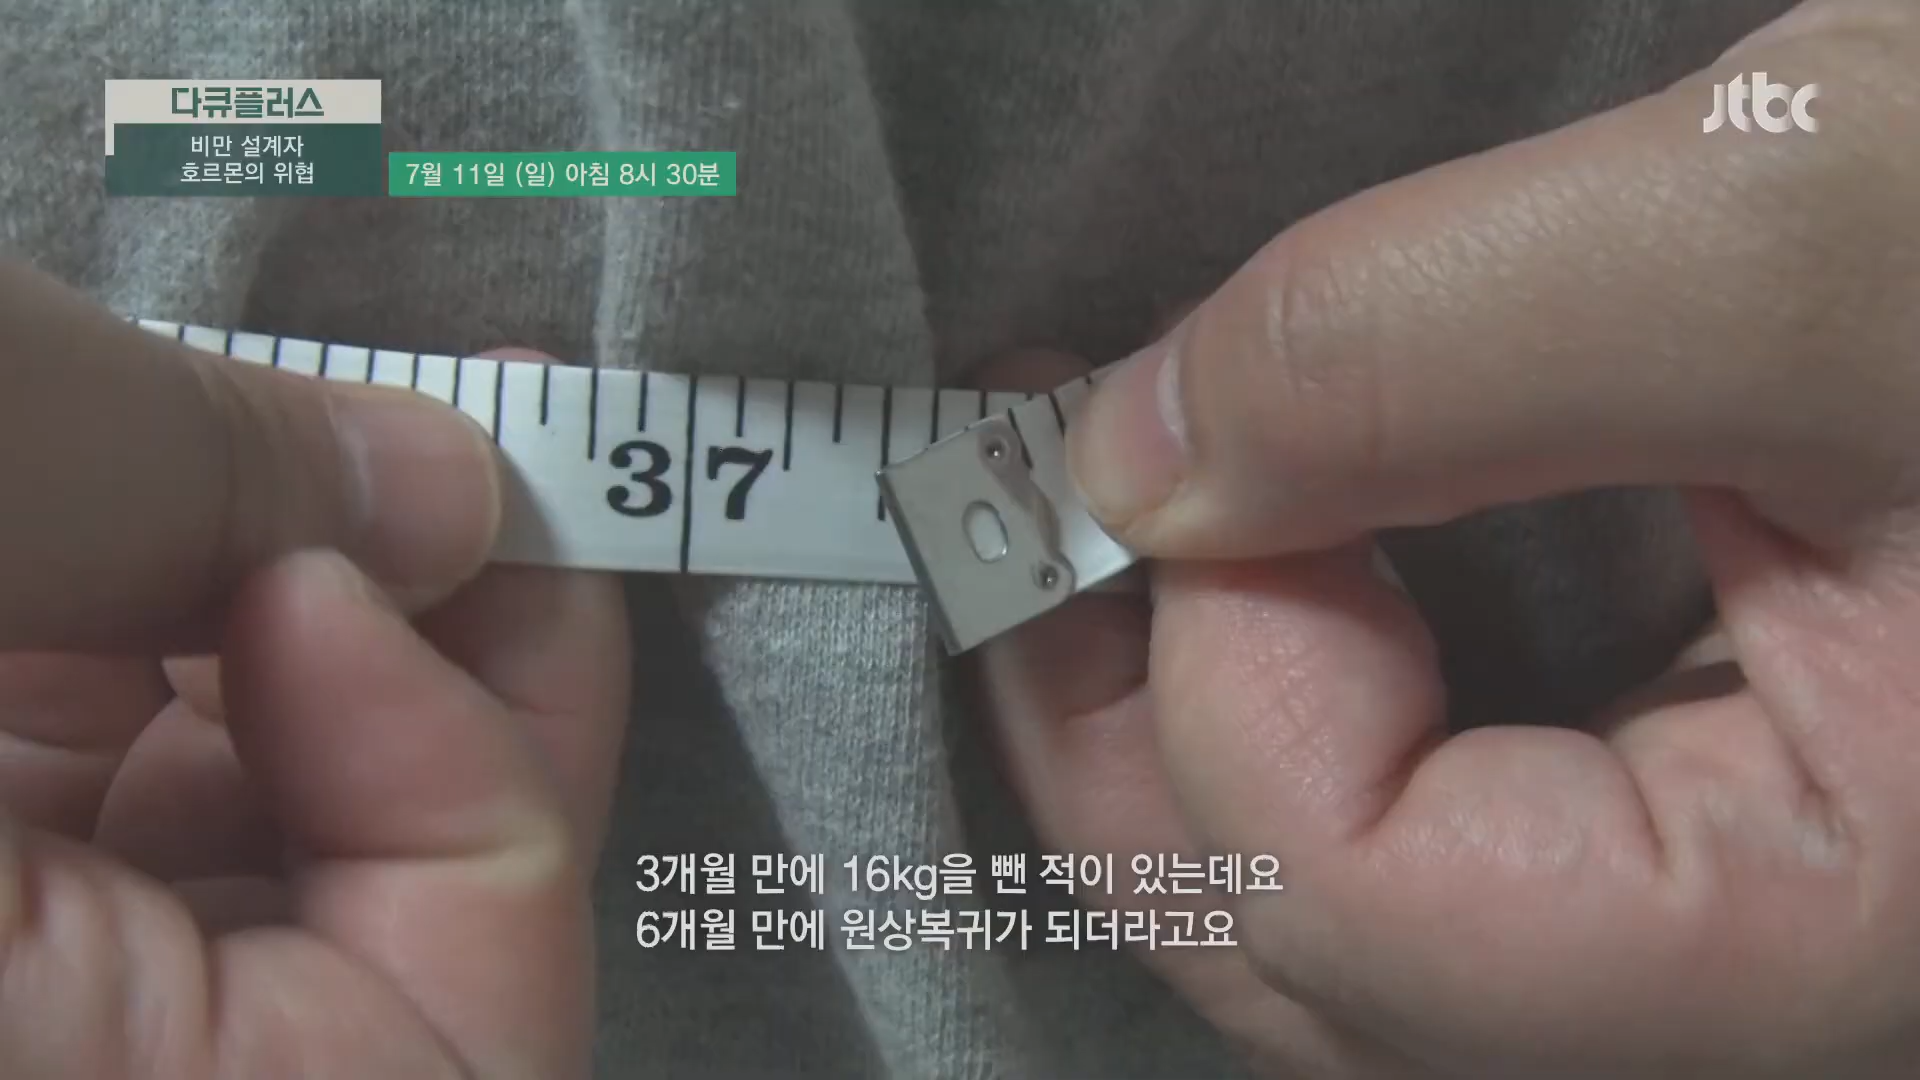 다큐플러스
비만 설계자
호르몬의 위협
7월 11일 (일) 아침 8시 30분
jtbc
37
3개월 만에 16kg을 뺀 적이 있는데요
6개월 만에 원상복귀가 되더라고요